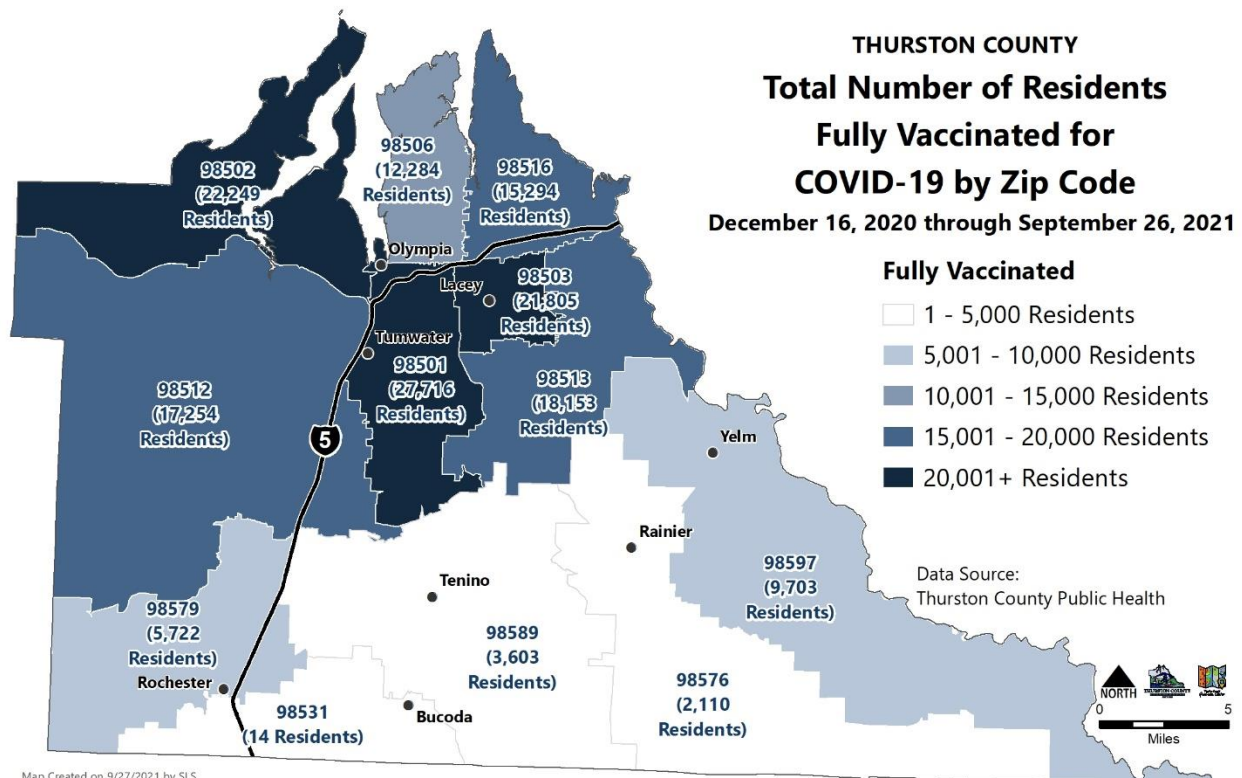 THURSTON COUNTY
Total Number of Residents
Fully Vaccinated for
COVID-19 by Zip Code
December 16, 2020 through September 26, 2021
Fully Vaccinated
1 - 5,000 Residents
5,001 - 10,000 Residents
10,001 - 15,000 Residents
15,001 - 20,000 Residents
20,001+ Residents
98502
(22,249
Residents)
98506
(12,284
Residents)
98516
(15,294
Residents)
Olympia
Lacey
98503
(21,805
Residents)
Tumwater
98501
(27,716
Residents)
98512
(17,254
Residents)
98513
(18,153
Residents)
5
Yelm
Rainier
98597
(9,703
Residents)
Tenino
98579
(5,722
Residents)
Rochester
98589
(3,603
Residents)
98576
(2,110
Residents)
Bucoda
98531
(14 Residents)
Data Source:
Thurston County Public Health
NORTH
THURSTON COUNTY
0 5
Miles
Map Created on 9/27/2021 by SLS